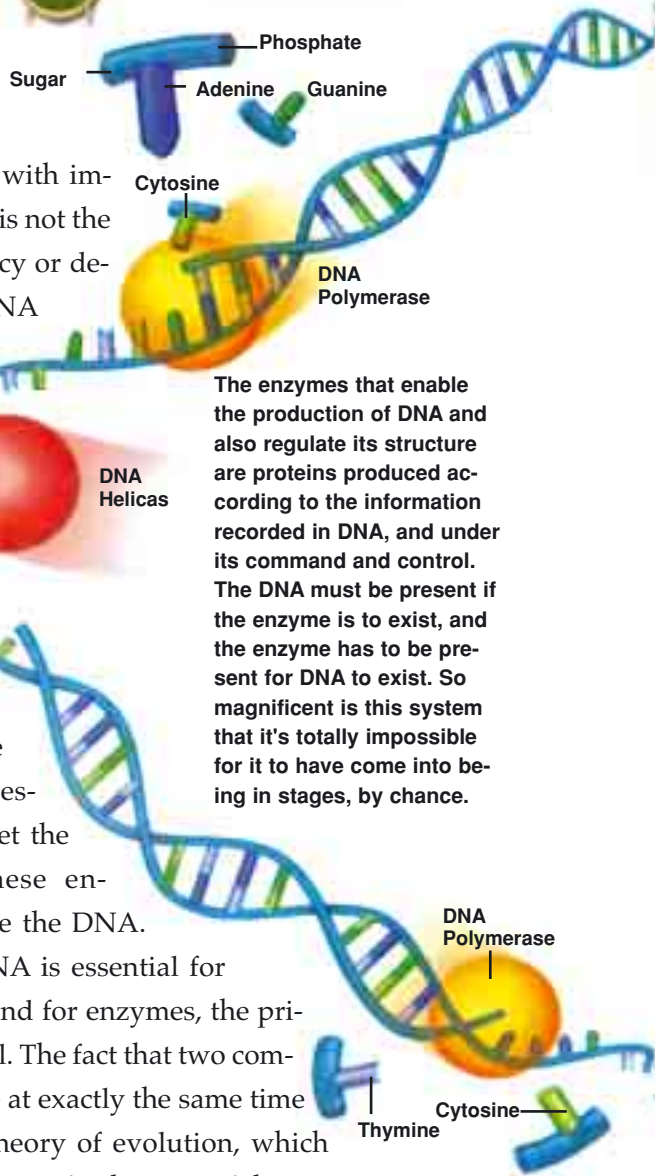 Phosphate
Sugar
Adenine
Guanine
with im-
Cytosine
is not the
cy or de-
NA
DNA
Polymerase
The enzymes that enable
the production of DNA and
also regulate its structure
are proteins produced ac-
cording to the information
recorded in DNA, and under
its command and control.
The DNA must be present if
the enzyme is to exist, and
the enzyme has to be pre-
sent for DNA to exist. So
magnificent is this system
that it's totally impossible
for it to have come into be-
ing in stages, by chance.
DNA
Helicas
es-
et the
hese en-
e the DNA.
NA is essential for
nd for enzymes, the pri-
l. The fact that two com-
at exactly the same time
heory of evolution, which
DNA
Polymerase
Thymine
Cytosine